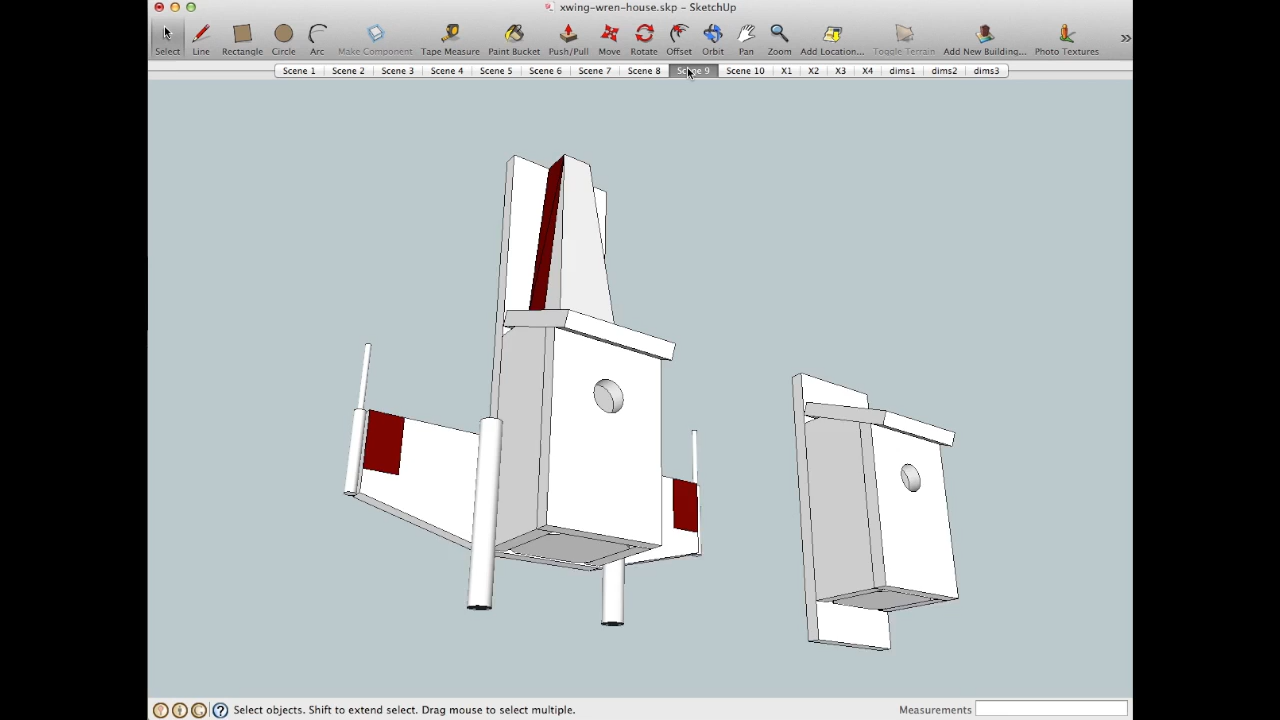 xwing-wren-house.skp – SketchUp
Select Line Rectangle Circle Arc Make Component Tape Measure Paint Bucket Push/Pull Move Rotate Offset Orbit Pan Zoom Add Location... Toggle Terrain Add New Building... Photo Textures »
Scene 1 Scene 2 Scene 3 Scene 4 Scene 5 Scene 6 Scene 7 Scene 8 Scene 9 Scene 10 X1 X2 X3 X4 dims1 dims2 dims3
? Select objects. Shift to extend select. Drag mouse to select multiple. Measurements